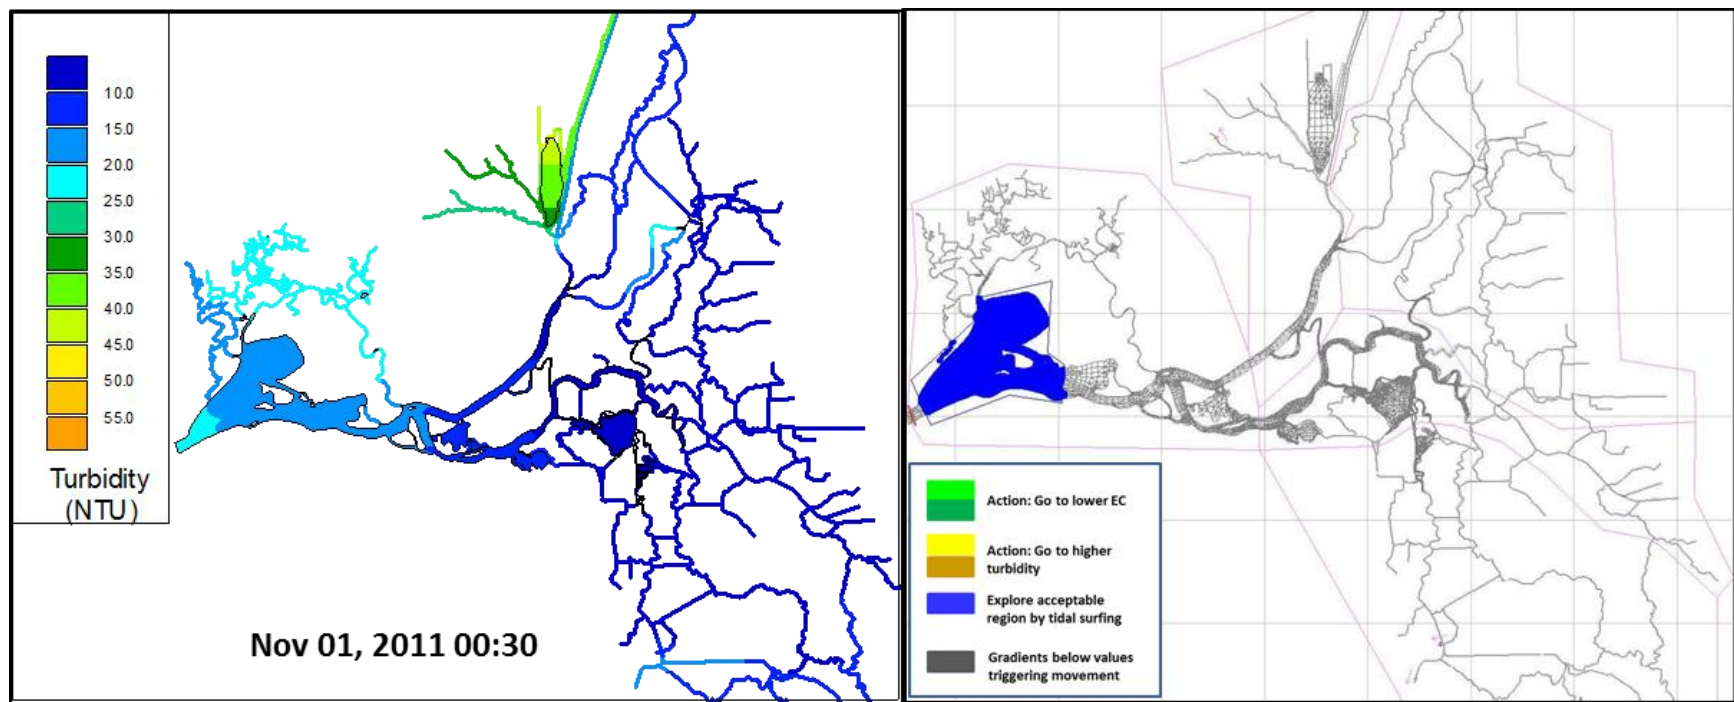 10.0
15.0
20.0
25.0
30.0
35.0
40.0
45.0
50.0
55.0
Turbidity
(NTU)
Nov 01, 2011 00:30
Action: Go to lower EC
Action: Go to higher
turbidity
Explore acceptable
region by tidal surfing
Gradients below values
triggering movement